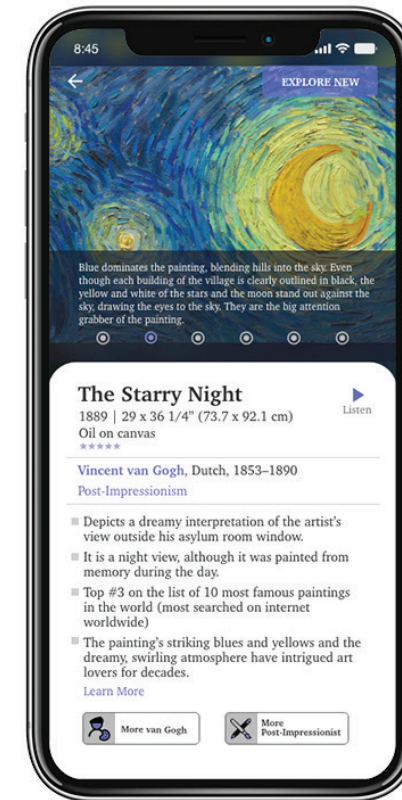 8:45
EXPLORE NEW
Blue dominates the painting, blending hills into the sky. Even
though each building of the village is clearly outlined in black, the
yellow and white of the stars and the moon stand out against the
sky, drawing the eyes to the sky. They are the big attention
grabber of the painting.
The Starry Night
1889 | 29 x 36 1/4” (73.7 x 92.1 cm)
Oil on canvas
★★★★★
Listen
Vincent van Gogh, Dutch, 1853–1890
Post-Impressionism
Depicts a dreamy interpretation of the artist’s
view outside his asylum room window.
It is a night view, although it was painted from
memory during the day.
Top #3 on the list of 10 most famous paintings
in the world (most searched on internet
worldwide)
The painting’s striking blues and yellows and the
dreamy, swirling atmosphere have intrigued art
lovers for decades.
Learn More
More van Gogh
More
Post-Impressionist